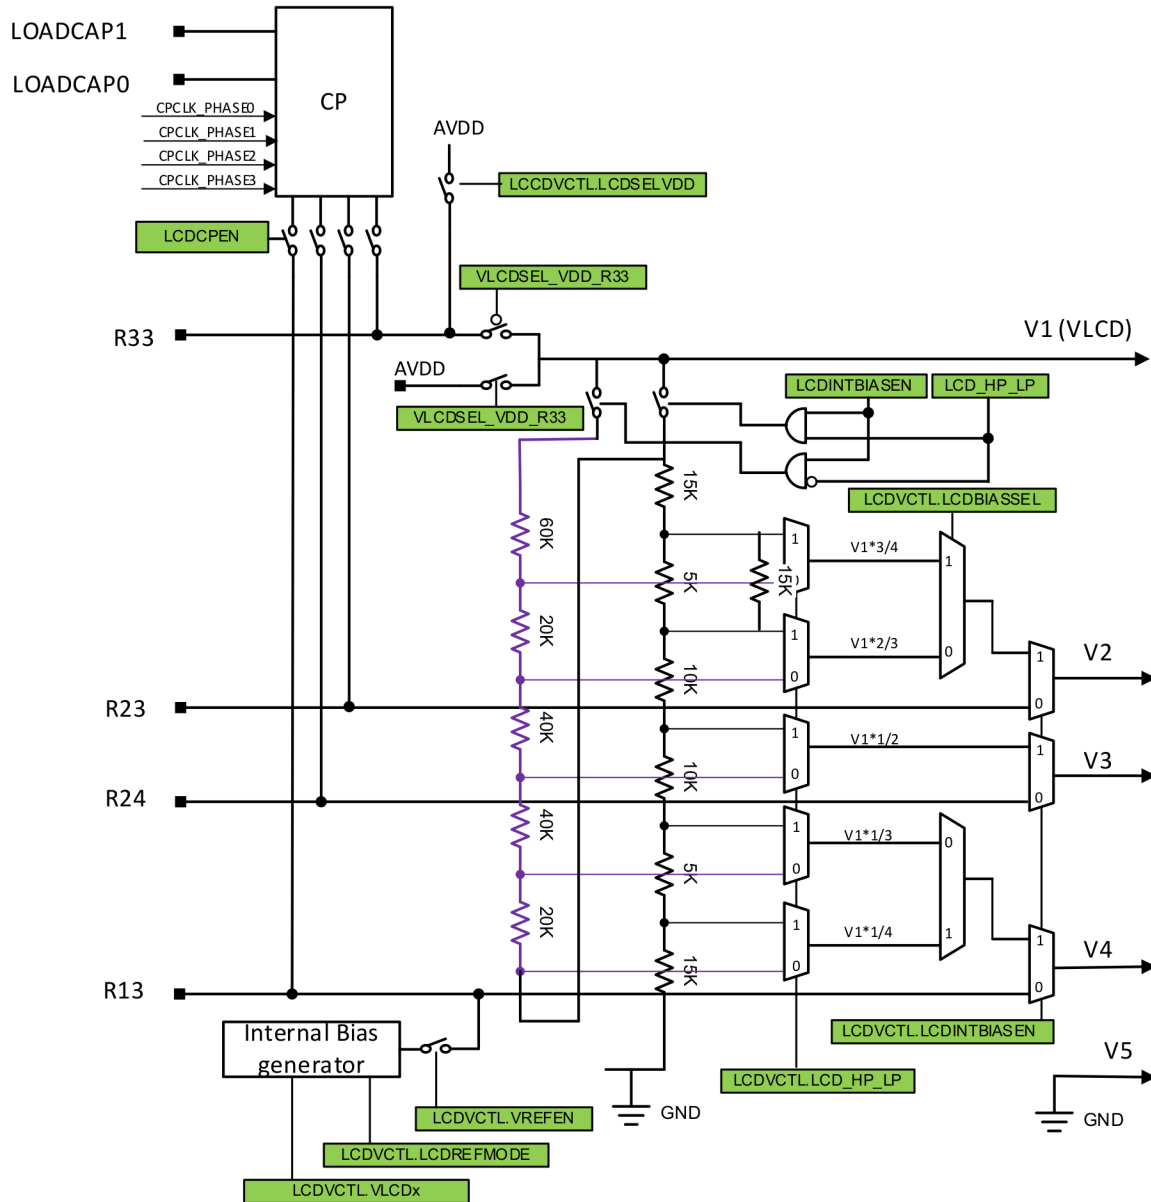 LOADCAP1
LOADCAP0
CP
CPCLK_PHASE0
CPCLK_PHASE1
CPCLK_PHASE2
CPCLK_PHASE3
AVDD
LCCDVCTL.LCDSELVDD
LCDCPEN
VLCDSEL_VDD_R33
R33
V1 (VLCD)
AVDD
VLCDSEL_VDD_R33
LCDINTBIASEN
LCD_HP_LP
15K
LCDVCTL.LCDBIASSEL
60K
1
V1*3/4
1
5K
15K
20K
1
V1*2/3
0
V2
1
10K
0
0
R23
40K
1
V1*1/2
1
V3
10K
0
0
R24
40K
1
V1*1/3
0
5K
0
20K
1
V1*1/4
1
1
V4
15K
0
0
R13
Internal Bias
generator
LCDVCTL.LCDINTBIASEN
V5
LCDVCTL.LCD_HP_LP
GND
GND
LCDVCTL.VREFEN
LCDVCTL.LCDREFMODE
LCDVCTL.VLCDx